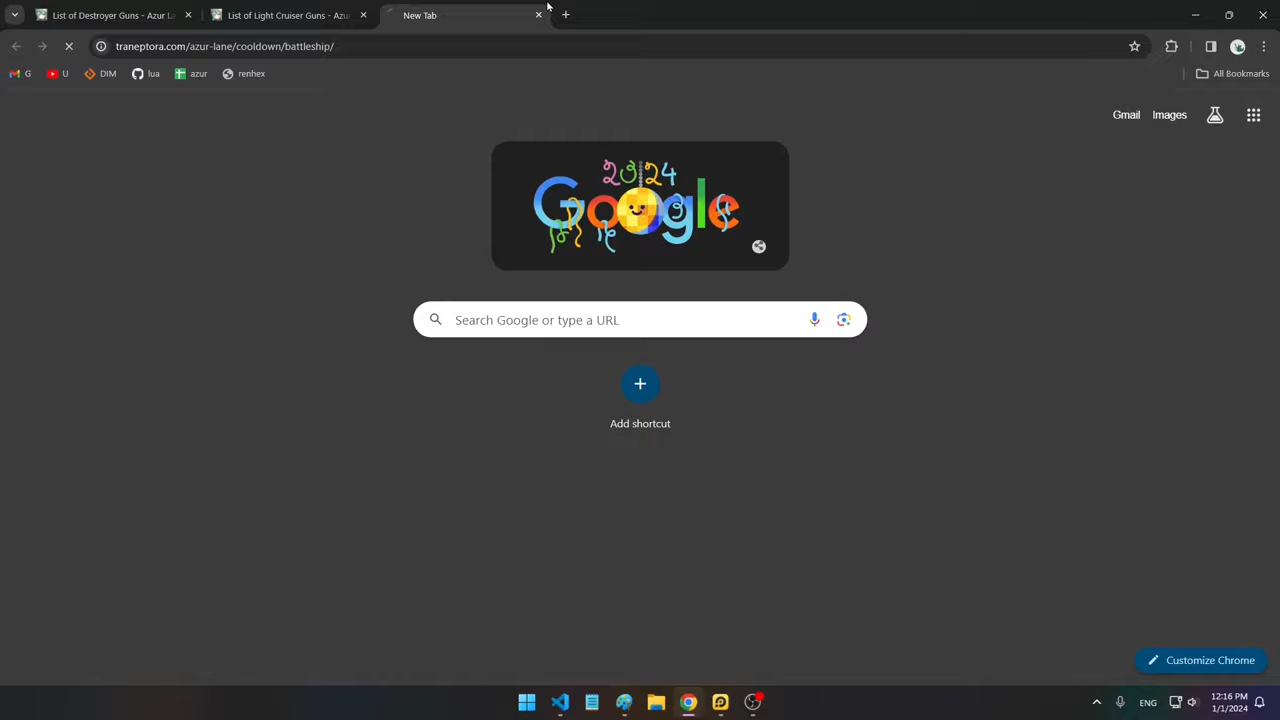 List of Destroyer Guns - Azur La
List of Light Cruiser Guns - Azur
New Tab
traneptora.com/azur-lane/cooldown/battleship/
G
U
DIM
lua
azur
renhex
All Bookmarks
Gmail
Images
2024
Google
Search Google or type a URL
Add shortcut
Customize Chrome
ENG
12:16 PM
1/1/2024